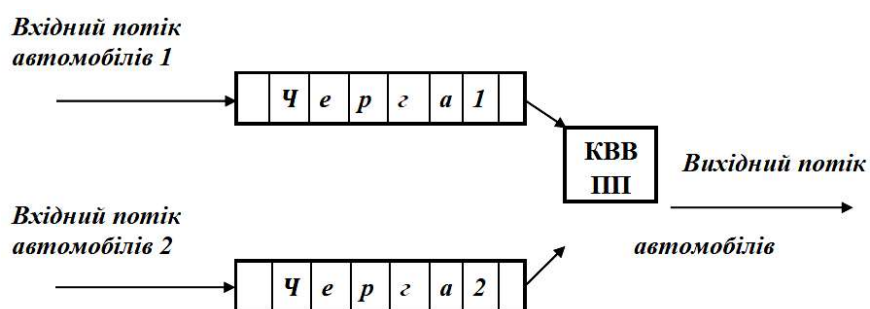 Вхідний потік
автомобілів 1
Ч е р г а 1
КВВ
ПП
Вихідний потік
автомобілів
Вхідний потік
автомобілів 2
Ч е р г а 2